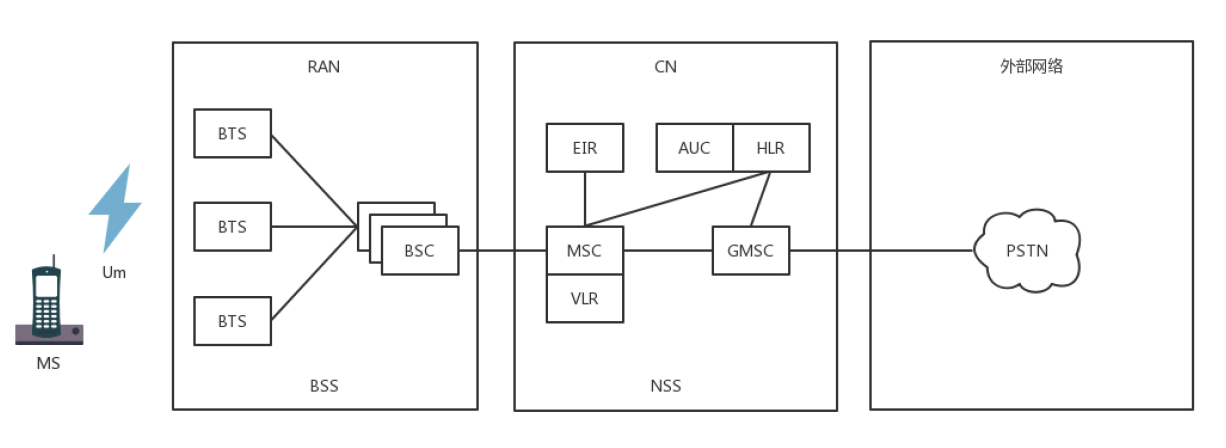 RAN
CN
外部网络
BTS
BTS
BTS
BSC
EIR
AUC
HLR
MSC
VLR
GMSC
PSTN
Um
MS
BSS
NSS